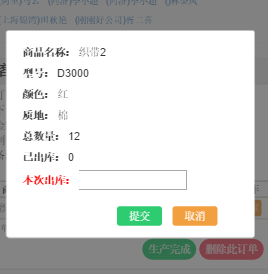 商品名称: 织带2
型号: D3000
颜色: 红
质地: 棉
总数量: 12
已出库: 0
本次出库:
提交 取消
生产完成 删除此订单